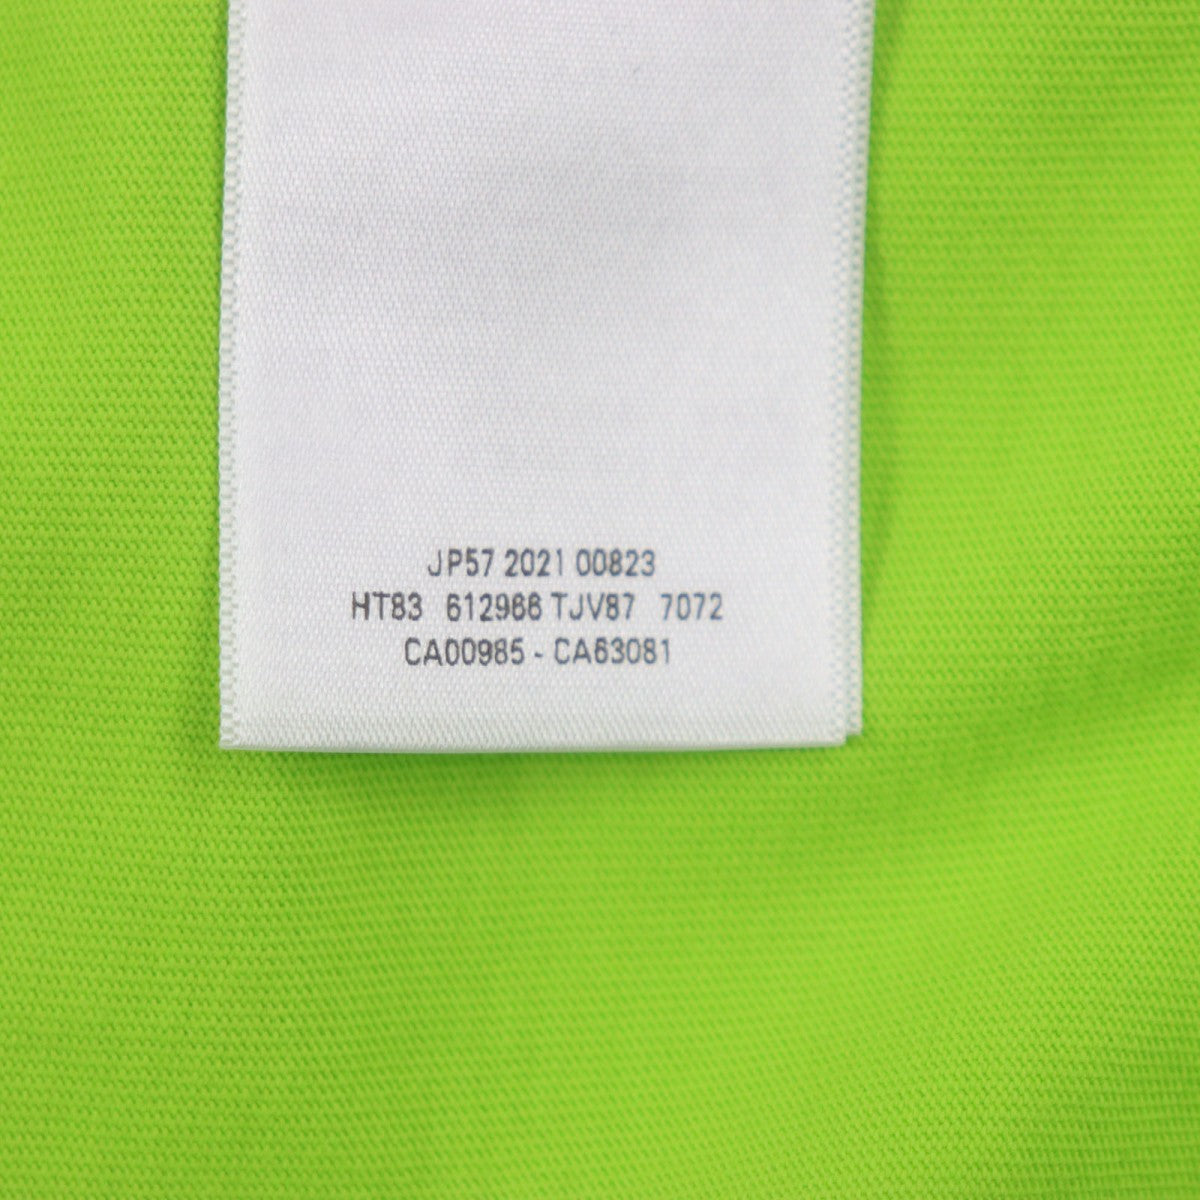 JP57 2021 00823
HT83 612966 TJV87 7072
CA00985 - CA63081